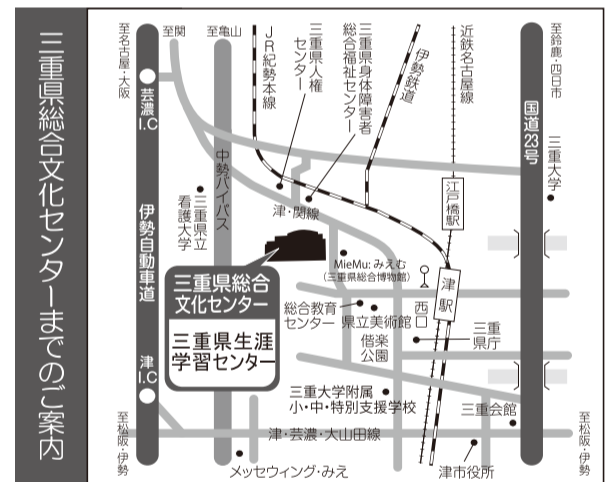 三重県総合文化センターまでのご案内
至名古屋・大阪
至関
至亀山
JR紀勢本線
三重県人権
センター
三重県身体障害者
総合福祉センター
伊勢鉄道
近鉄名古屋線
至鈴鹿・四日市
国道23号
三重大学
芸濃
I.C
中勢バイパス
江戸橋駅
三重県立
看護大学
津・関線
伊勢自動車道
MieMu:みえむ
(三重県総合博物館)
津駅
三重県総合
文化センター
三重県生涯
学習センター
総合教育
センター
県立美術館
西口
偕楽
公園
三重
県庁
津
I.C
三重大学附属
小・中・特別支援学校
三重会館
至松阪・伊勢
津・芸濃・大山田線
至松阪・伊勢
メッセウィング・みえ
津市役所